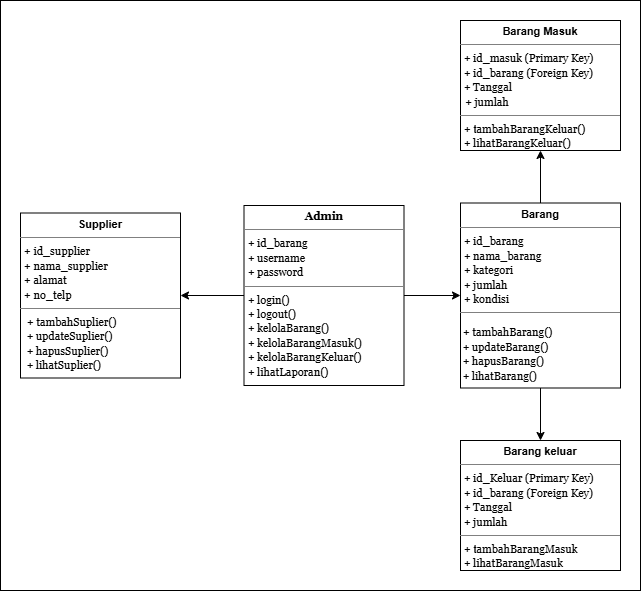 Barang Masuk
+ id_masuk (Primary Key)
+ id_barang (Foreign Key)
+ Tanggal
+ jumlah
+ tambahBarangKeluar()
+ lihatBarangKeluar()
Supplier
+ id_supplier
+ nama_supplier
+ alamat
+ no_telp
+ tambahSuplier()
+ updateSuplier()
+ hapusSuplier()
+ lihatSuplier()
Admin
+ id_barang
+ username
+ password
+ login()
+ logout()
+ kelolaBarang()
+ kelolaBarangMasuk()
+ kelolaBarangKeluar()
+ lihatLaporan()
Barang
+ id_barang
+ nama_barang
+ kategori
+ jumlah
+ kondisi
+ tambahBarang()
+ updateBarang()
+ hapusBarang()
+ lihatBarang()
Barang keluar
+ id_Keluar (Primary Key)
+ id_barang (Foreign Key)
+ Tanggal
+ jumlah
+ tambahBarangMasuk
+ lihatBarangMasuk